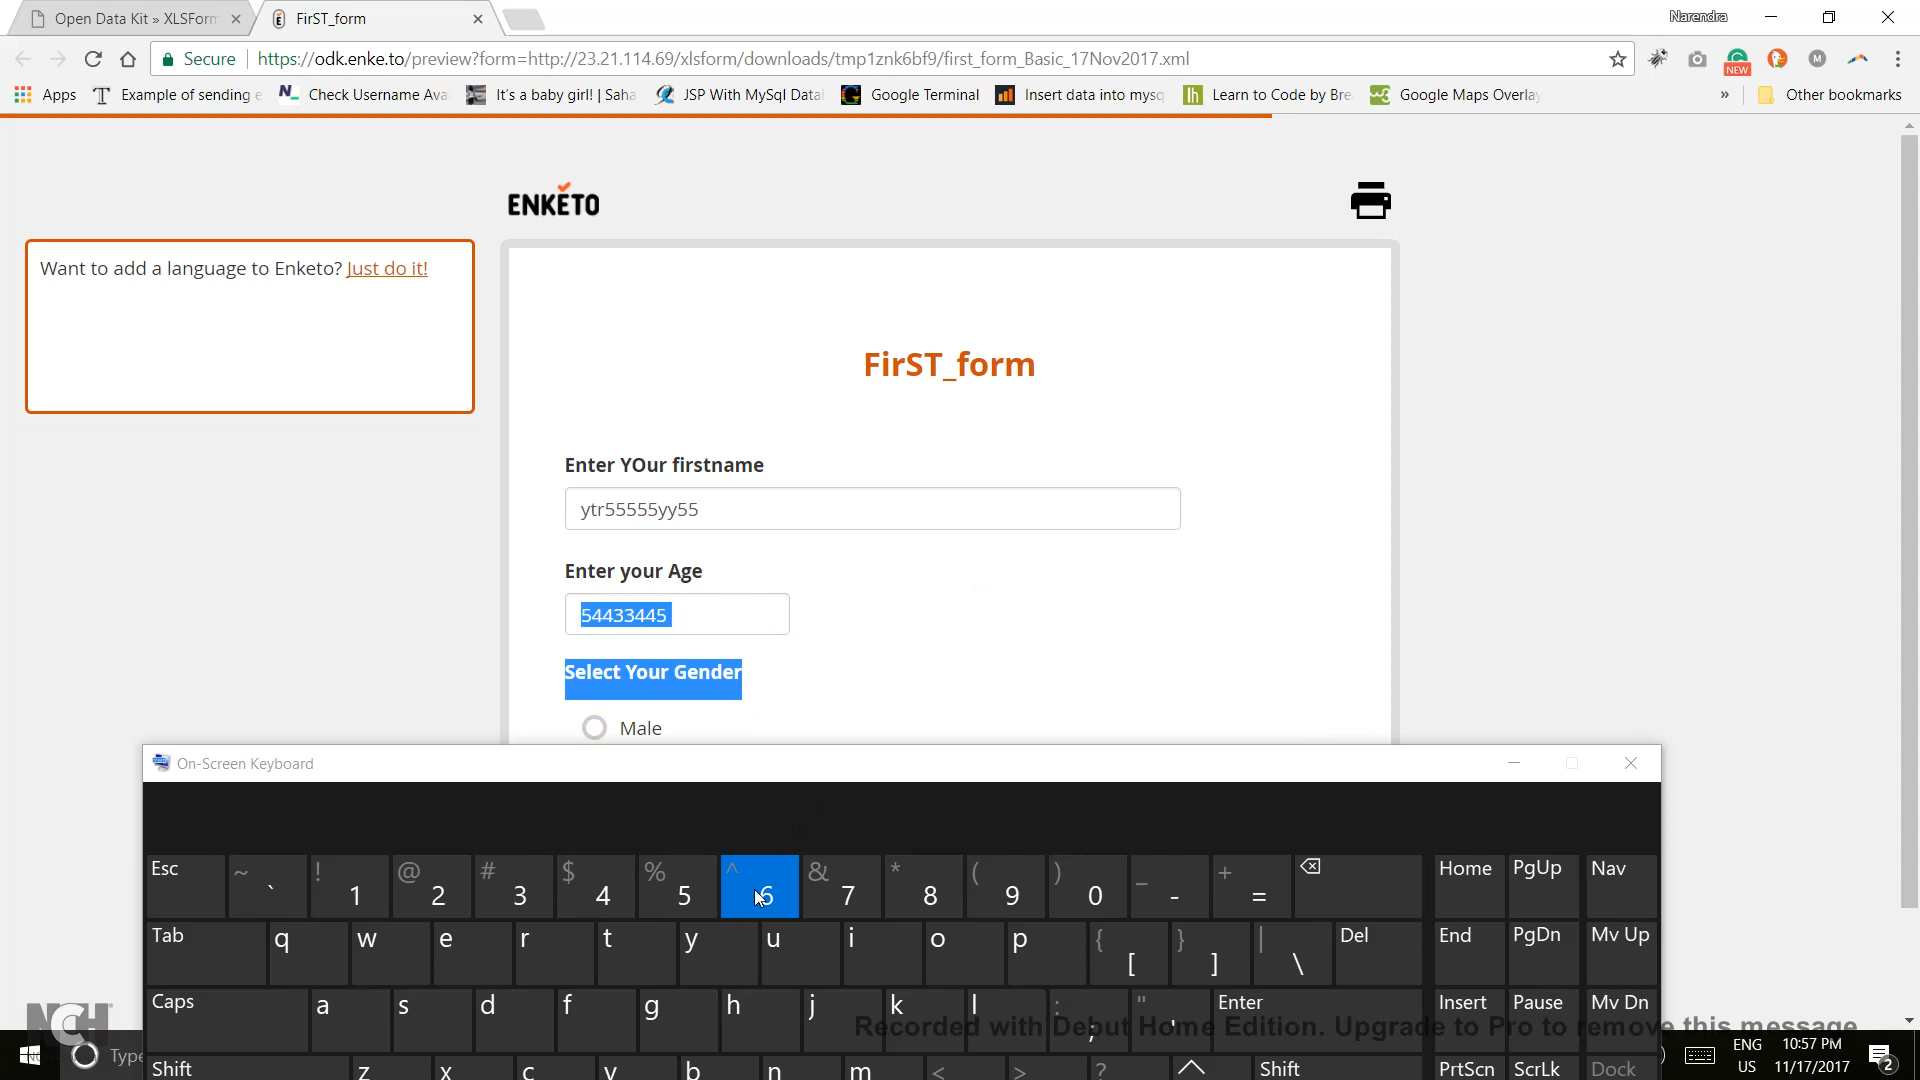 Open Data Kit » XLSForm
FirST_form
Narendra
Secure
https://odk.enke.to/preview?form=http://23.21.114.69/xlsform/downloads/tmp1znk6bf9/first_form_Basic_17Nov2017.xml
NEW
M
Apps
Example of sending e
Check Username Ava
It's a baby girl! | Saha
JSP With MySql Datab
Google Terminal
Insert data into mysq
Learn to Code by Bre
Google Maps Overlay
»
Other bookmarks
ENKETO
Want to add a language to Enketo? Just do it!
FirST_form
Enter YOur firstname
ytr55555yy55
Enter your Age
54433445
Select Your Gender
Male
On-Screen Keyboard
Esc ~ ` ! 1 @ 2 # 3 $ 4 % 5 ^ 6 & 7 * 8 ( 9 ) 0 _ - + = Home PgUp Nav
Tab q w e r t y u i o p { [ } ] | \ Del End PgDn Mv Up
Caps a s d f g h j k l : ; " ' Enter Insert Pause Mv Dn
NCH
Recorded with Debut Home Edition. Upgrade to Pro to remove this message
Shift z x c v b n m < > ? Shift PrtScn ScrLk Dock
Type
ENG
US
10:57 PM
11/17/2017
2